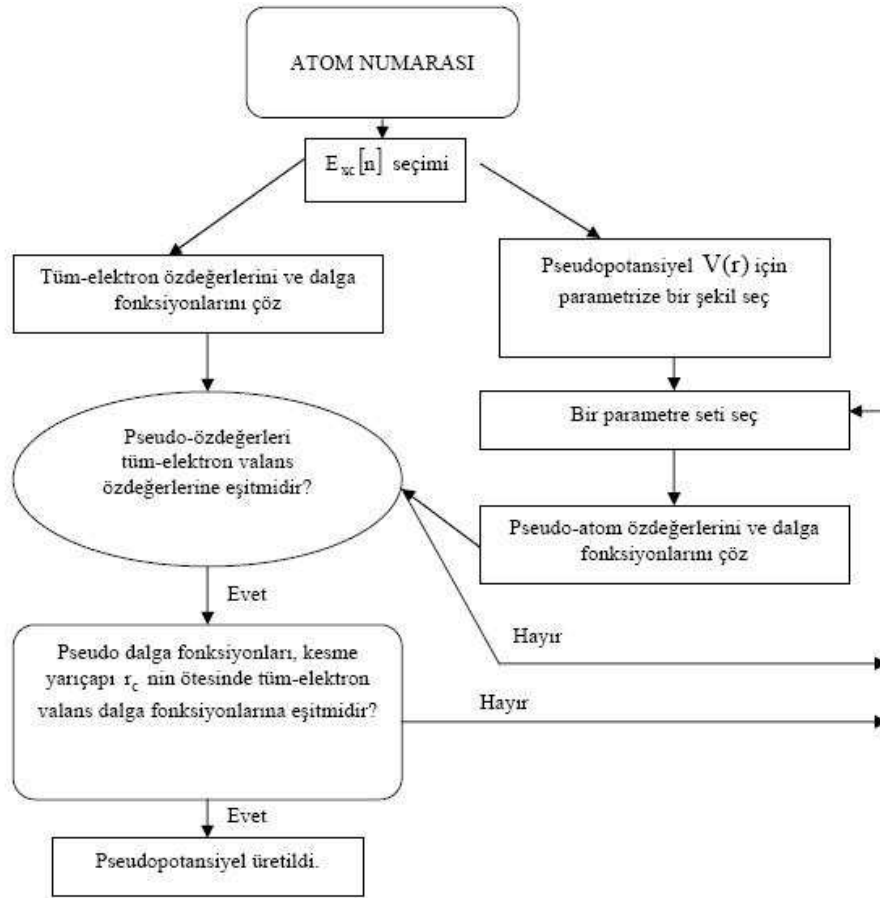 ATOM NUMARASI
E_xc[n] seçimi
Tüm-elektron özdeğerlerini ve dalga
fonksiyonlarını çöz
Pseudopotansiyel V(r) için
parametrize bir şekil seç
Bir parametre seti seç
Pseudo-özdeğerleri
tüm-elektron valans
özdeğerlerine eşitmidir?
Pseudo-atom özdeğerlerini ve dalga
fonksiyonlarını çöz
Evet
Hayır
Pseudo dalga fonksiyonları, kesme
yarıçapı r_c nin ötesinde tüm-elektron
valans dalga fonksiyonlarına eşitmidir?
Hayır
Evet
Pseudopotansiyel üretildi.